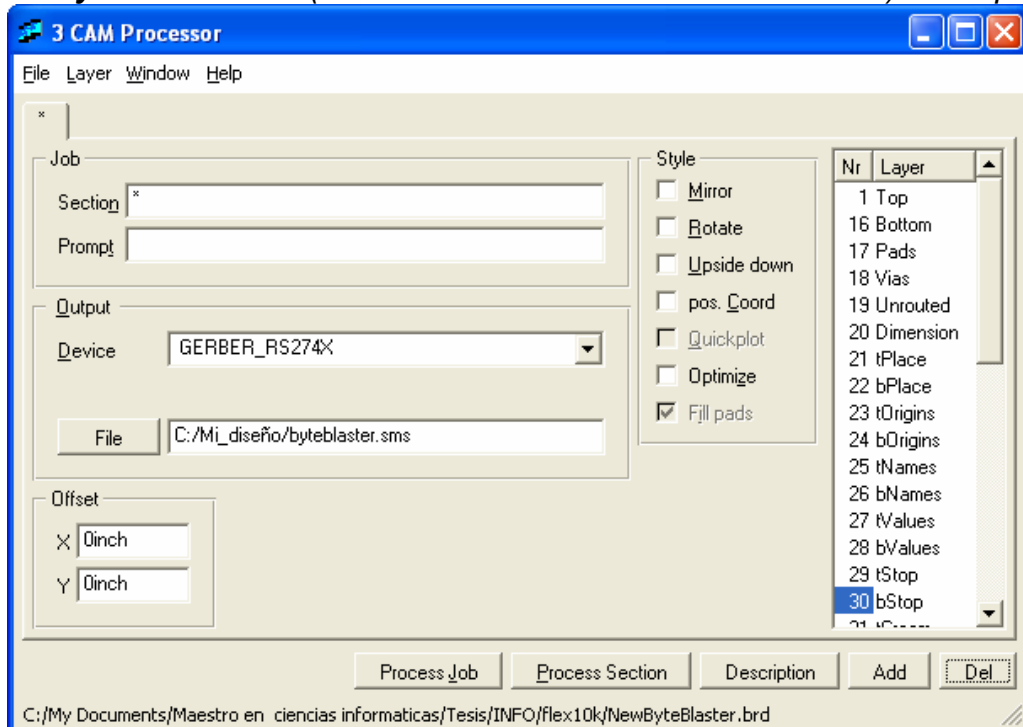 3 CAM Processor
File Layer Window Help
*
Job
Section *
Prompt
Output
Device GERBER_RS274X
File C:/Mi_diseño/byteblaster.sms
Offset
X 0inch
Y 0inch
Style
Mirror
Rotate
Upside down
pos. Coord
Quickplot
Optimize
Fill pads
Nr Layer
1 Top
16 Bottom
17 Pads
18 Vias
19 Unrouted
20 Dimension
21 tPlace
22 bPlace
23 tOrigins
24 bOrigins
25 tNames
26 bNames
27 tValues
28 bValues
29 tStop
30 bStop
Process Job Process Section Description Add Del
C:/My Documents/Maestro en ciencias informaticas/Tesis/INFO/flex10k/NewByteBlaster.brd